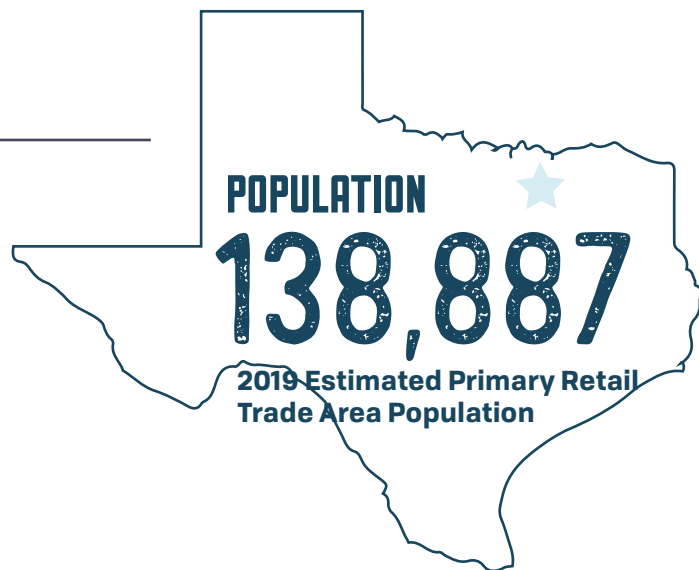 POPULATION
138,887
2019 Estimated Primary Retail
Trade Area Population